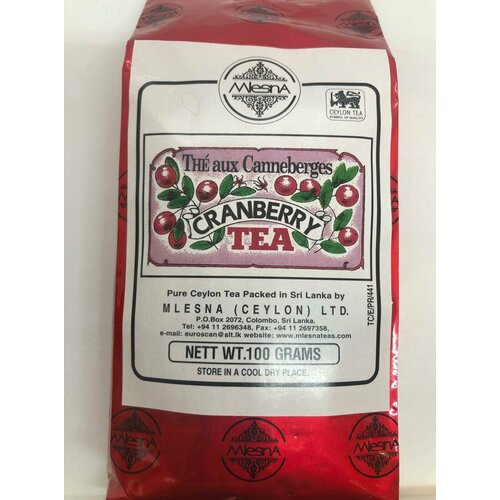 MlesnA
CEYLON TEA
SYMBOL OF QUALITY
THÉ aux Canneberges
CRANBERRY
TEA
Pure Ceylon Tea Packed in Sri Lanka by
MLESNA (CEYLON) LTD.
P.O.Box 2072, Colombo, Sri Lanka.
Tel: +94 11 2696348, Fax: +94 11 2697358,
e-mail: euroscan@slt.lk website: www.mlesnateas.com
NETT WT.100 GRAMS
STORE IN A COOL DRY PLACE.
TC/E/PR/441
MlesnA
MlesnA